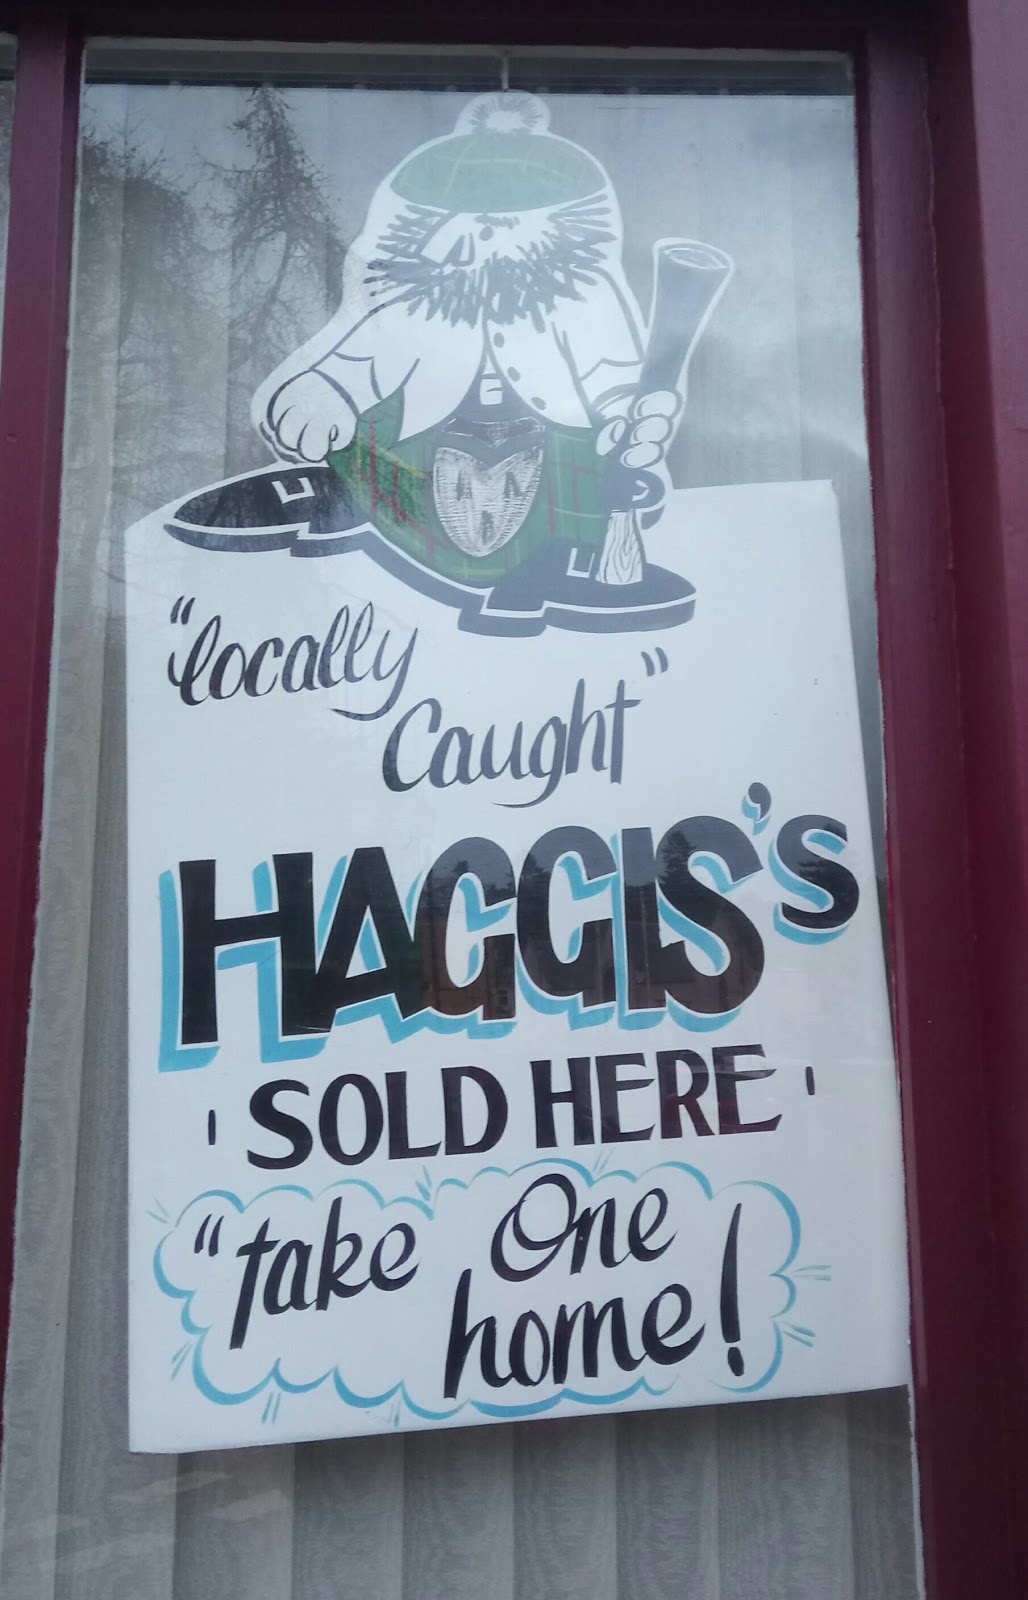 "locally
Caught"
HAGGIS's
'SOLD HERE'
"take One
home!